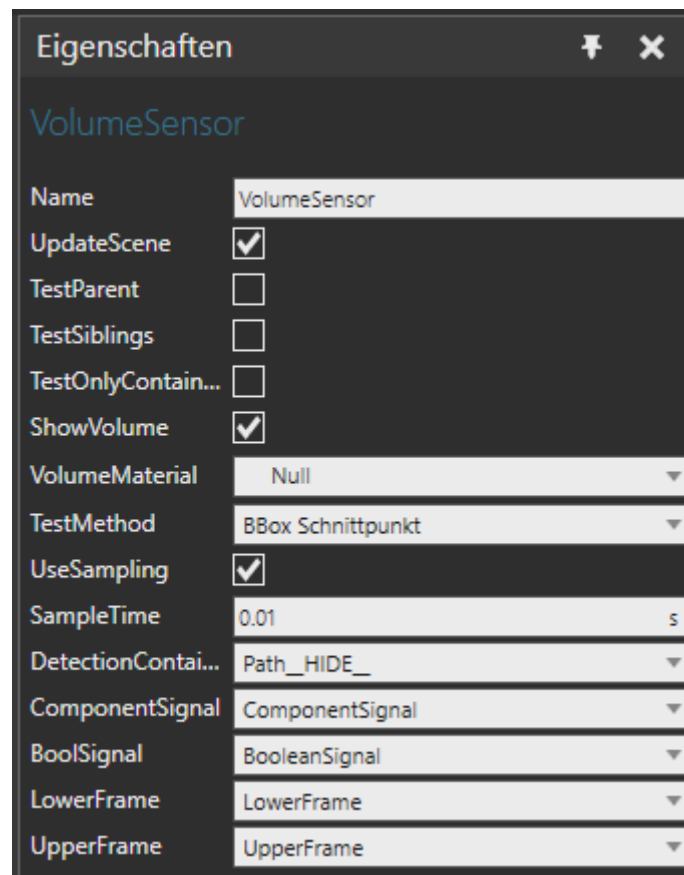 Eigenschaften
VolumeSensor
Name VolumeSensor
UpdateScene
TestParent
TestSiblings
TestOnlyContain...
ShowVolume
VolumeMaterial Null
TestMethod BBox Schnittpunkt
UseSampling
SampleTime 0.01 s
DetectionContai... Path__HIDE__
ComponentSignal ComponentSignal
BoolSignal BooleanSignal
LowerFrame LowerFrame
UpperFrame UpperFrame